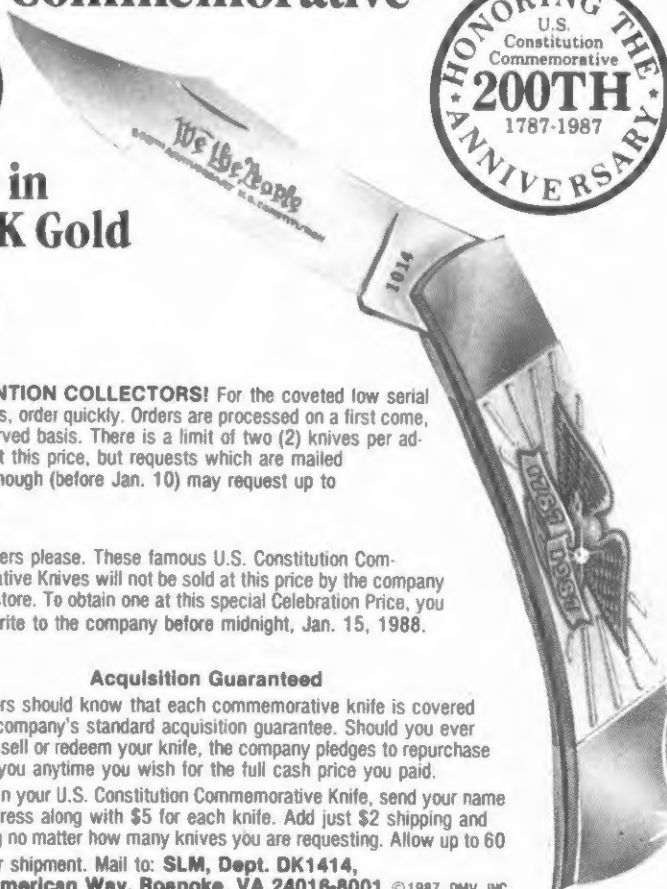 Commemorative
HONORING THE
U.S.
Constitution
Commemorative
200TH
1787-1987
ANNIVERSARY
We the People
200TH ANNIVERSARY U.S. CONSTITUTION
in
K Gold
1014
1787 1987
NTION COLLECTORS! For the coveted low serial
s, order quickly. Orders are processed on a first come,
rved basis. There is a limit of two (2) knives per ad-
t this price, but requests which are mailed
nough (before Jan. 10) may request up to
ers please. These famous U.S. Constitution Com-
ative Knives will not be sold at this price by the company
store. To obtain one at this special Celebration Price, you
rite to the company before midnight, Jan. 15, 1988.
Acquisition Guaranteed
rs should know that each commemorative knife is covered
company's standard acquisition guarantee. Should you ever
sell or redeem your knife, the company pledges to repurchase
you anytime you wish for the full cash price you paid.
n your U.S. Constitution Commemorative Knife, send your name
ress along with $5 for each knife. Add just $2 shipping and
g no matter how many knives you are requesting. Allow up to 60
r shipment. Mail to: SLM, Dept. DK1414,
merican Way, Roanoke, VA 24016-8001 ©1987 DMV, INC